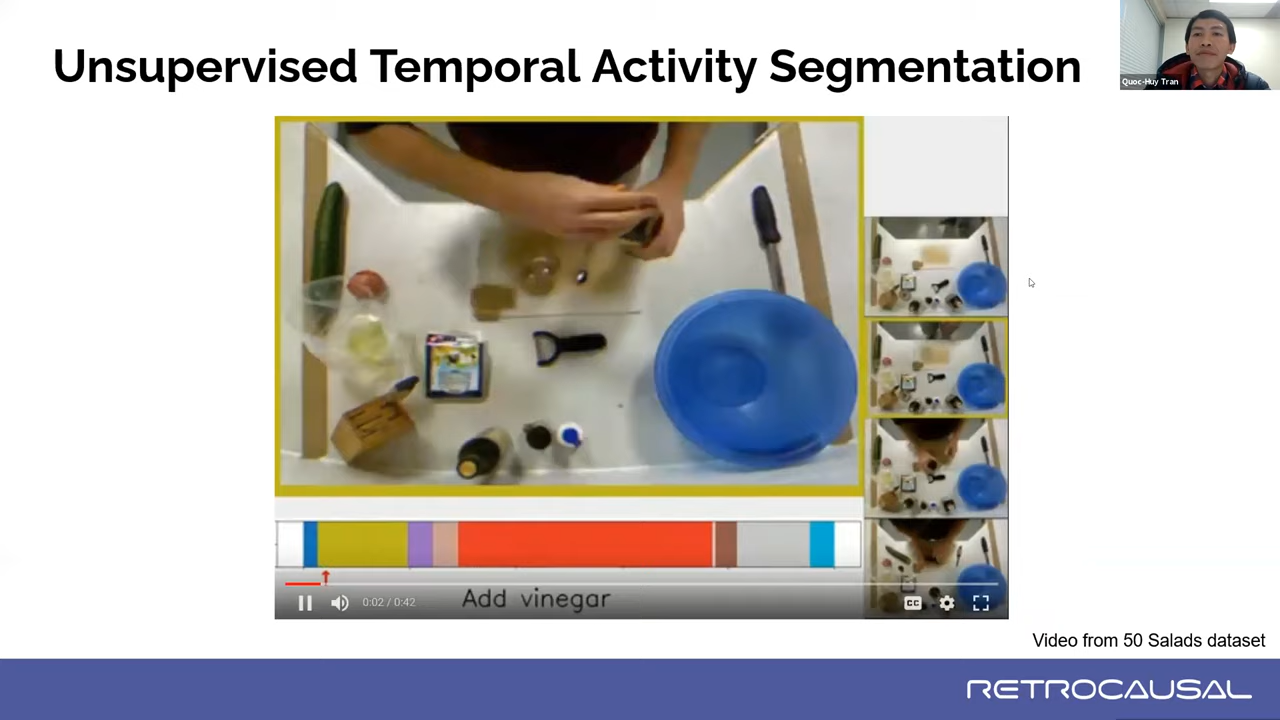 Unsupervised Temporal Activity Segmentation
Quoc-Huy Tran
0:02 / 0:42
Add vinegar
CC
Video from 50 Salads dataset
RETROCAUSAL